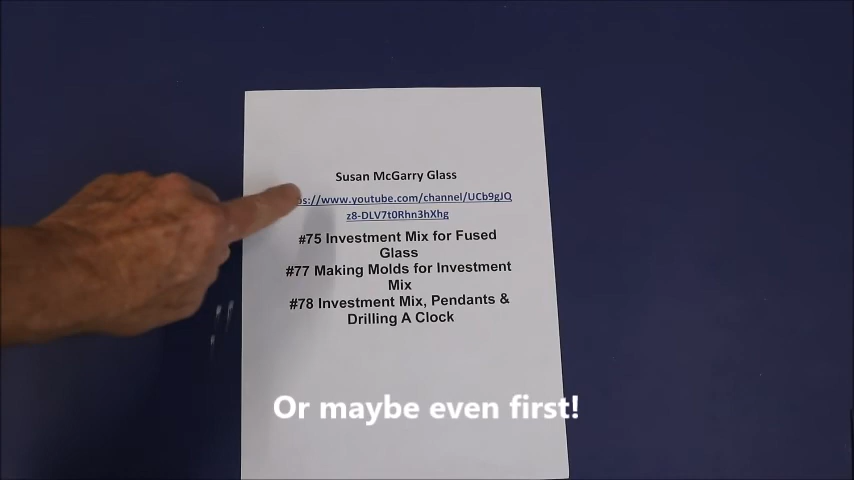 Susan McGarry Glass
ps://www.youtube.com/channel/UCb9gJQ
z8-DLV7t0Rhn3hXhg
#75 Investment Mix for Fused
Glass
#77 Making Molds for Investment
Mix
#78 Investment Mix, Pendants &
Drilling A Clock
Or maybe even first!